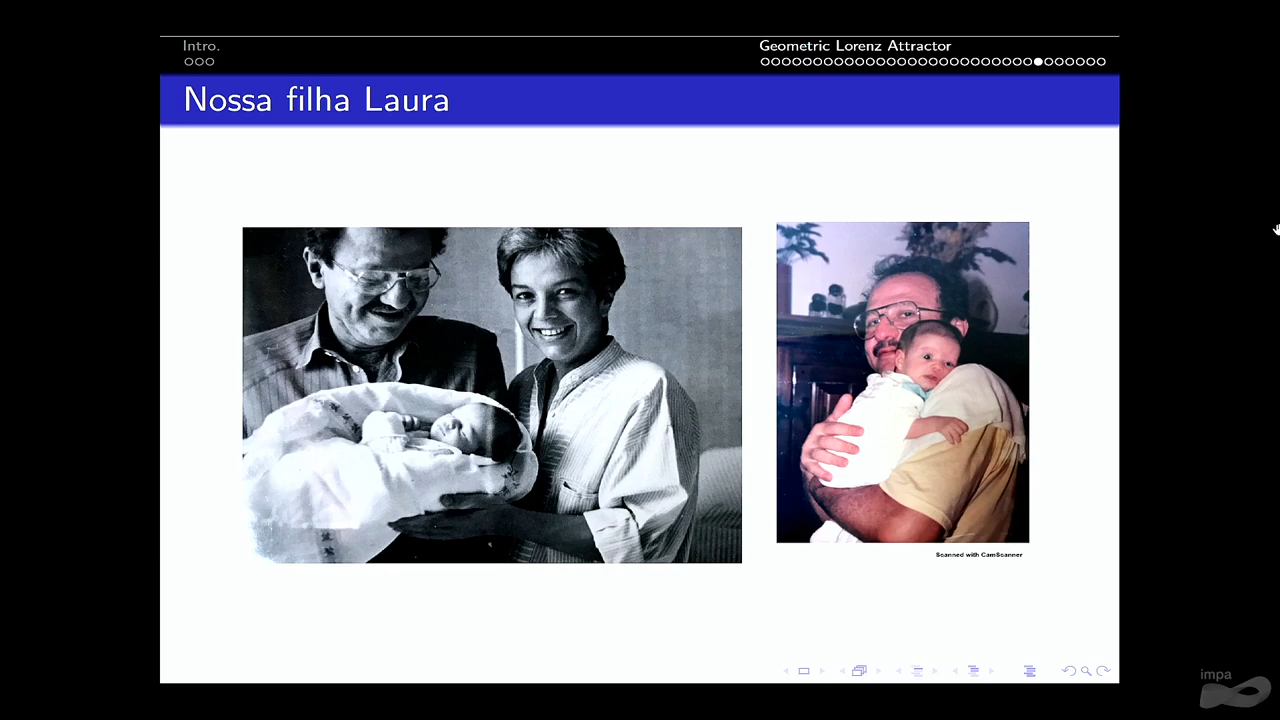 Intro.
Geometric Lorenz Attractor
Nossa filha Laura
Scanned with CamScanner
impa